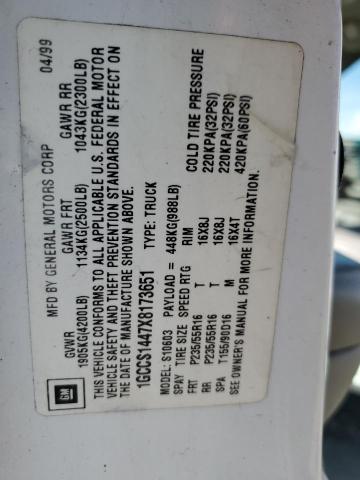 MFD BY GENERAL MOTORS CORP 04/99
GVWR GAWR FRT GAWR RR
1905KG(4200LB) 1134KG(2500LB) 1043KG(2300LB)
THIS VEHICLE CONFORMS TO ALL APPLICABLE U.S. FEDERAL MOTOR
VEHICLE SAFETY AND THEFT PREVENTION STANDARDS IN EFFECT ON
THE DATE OF MANUFACTURE SHOWN ABOVE.
1GCCS1447X8173651 TYPE: TRUCK
MODEL: S10603 PAYLOAD = 448KG(988LB)
SPAY TIRE SIZE SPEED RTG RIM COLD TIRE PRESSURE
FRT P235/55R16 T 16X8J 220KPA(32PSI)
RR P235/55R16 T 16X8J 220KPA(32PSI)
SPA T155/90D16 M 16X4T 420KPA(60PSI)
SEE OWNER'S MANUAL FOR MORE INFORMATION.
GM